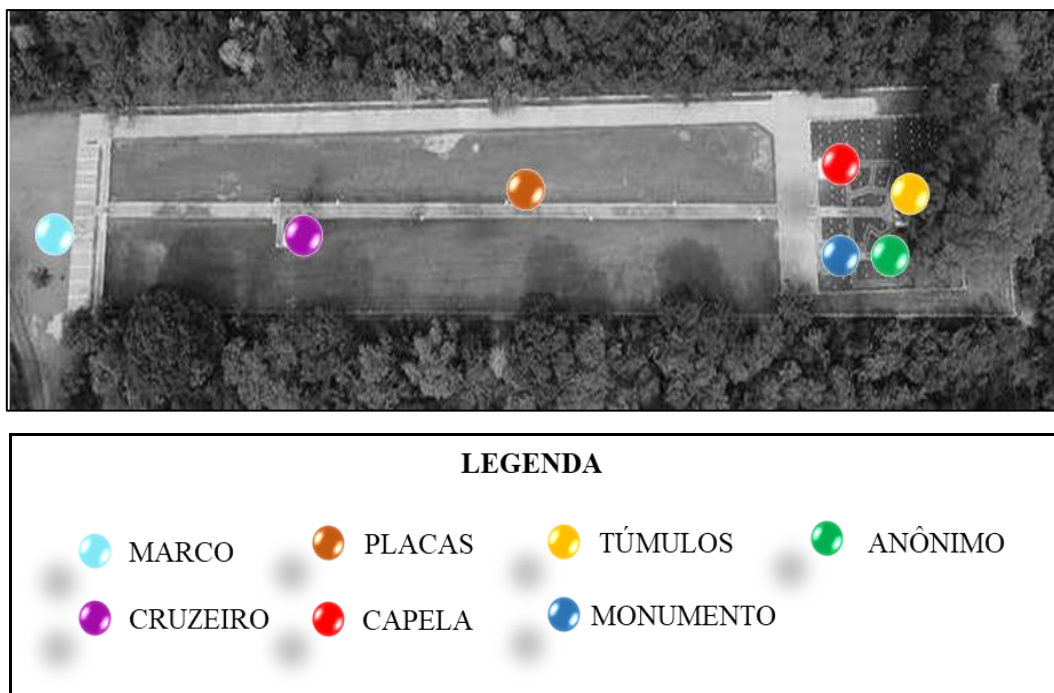 LEGENDA
MARCO
PLACAS
TÚMULOS
ANÔNIMO
CRUZEIRO
CAPELA
MONUMENTO